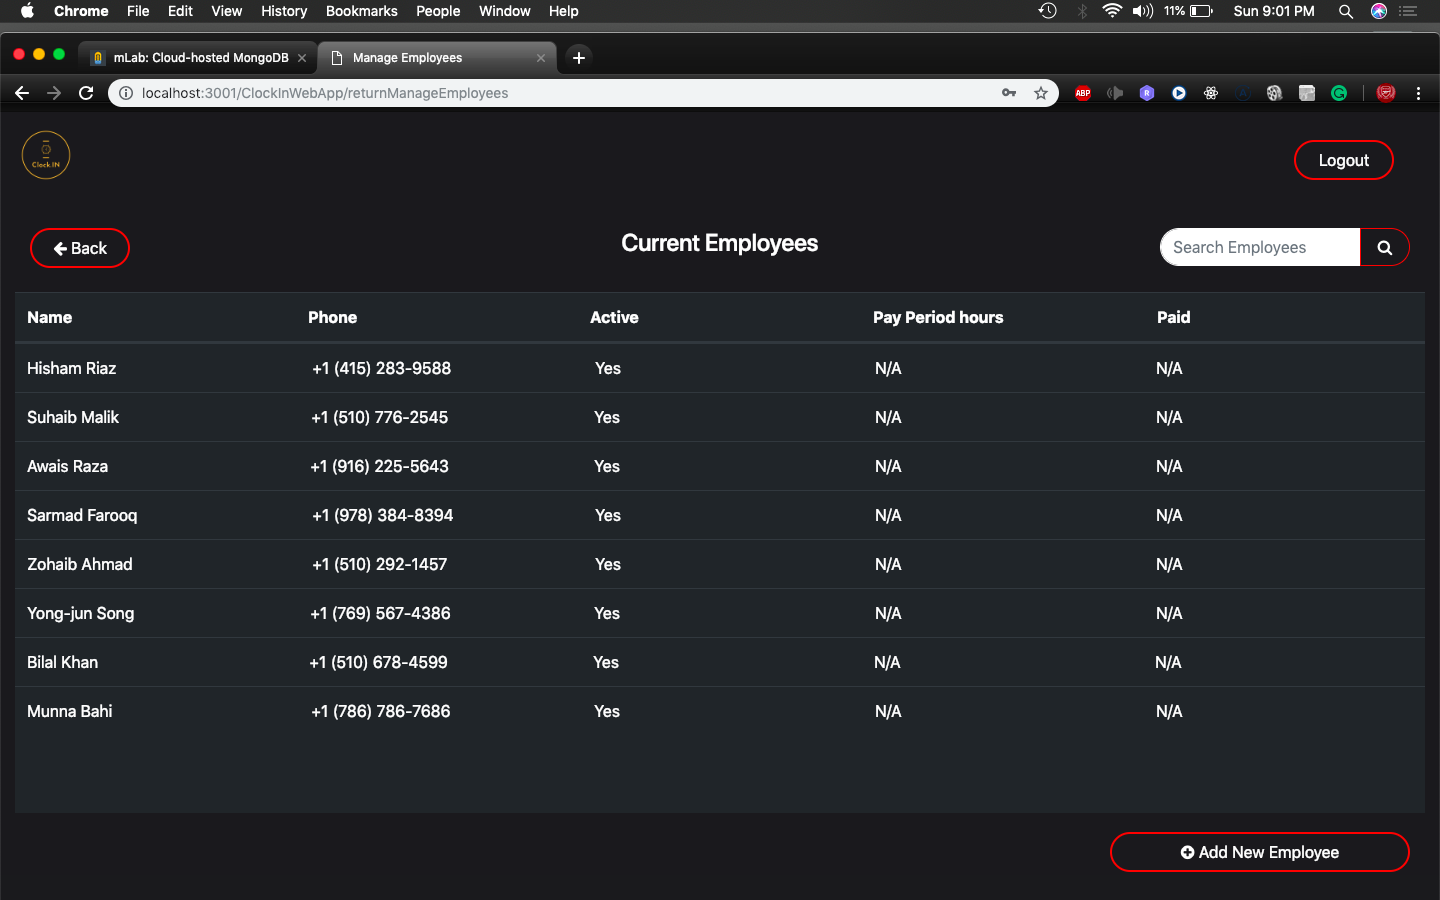 Chrome File Edit View History Bookmarks People Window Help 11% Sun 9:01 PM
mLab: Cloud-hosted MongoDB Manage Employees
localhost:3001/ClockInWebApp/returnManageEmployees ABP
Clock IN
Logout
Back
Current Employees
Search Employees
Name Phone Active Pay Period hours Paid
Hisham Riaz +1 (415) 283-9588 Yes N/A N/A
Suhaib Malik +1 (510) 776-2545 Yes N/A N/A
Awais Raza +1 (916) 225-5643 Yes N/A N/A
Sarmad Farooq +1 (978) 384-8394 Yes N/A N/A
Zohaib Ahmad +1 (510) 292-1457 Yes N/A N/A
Yong-jun Song +1 (769) 567-4386 Yes N/A N/A
Bilal Khan +1 (510) 678-4599 Yes N/A N/A
Munna Bahi +1 (786) 786-7686 Yes N/A N/A
Add New Employee